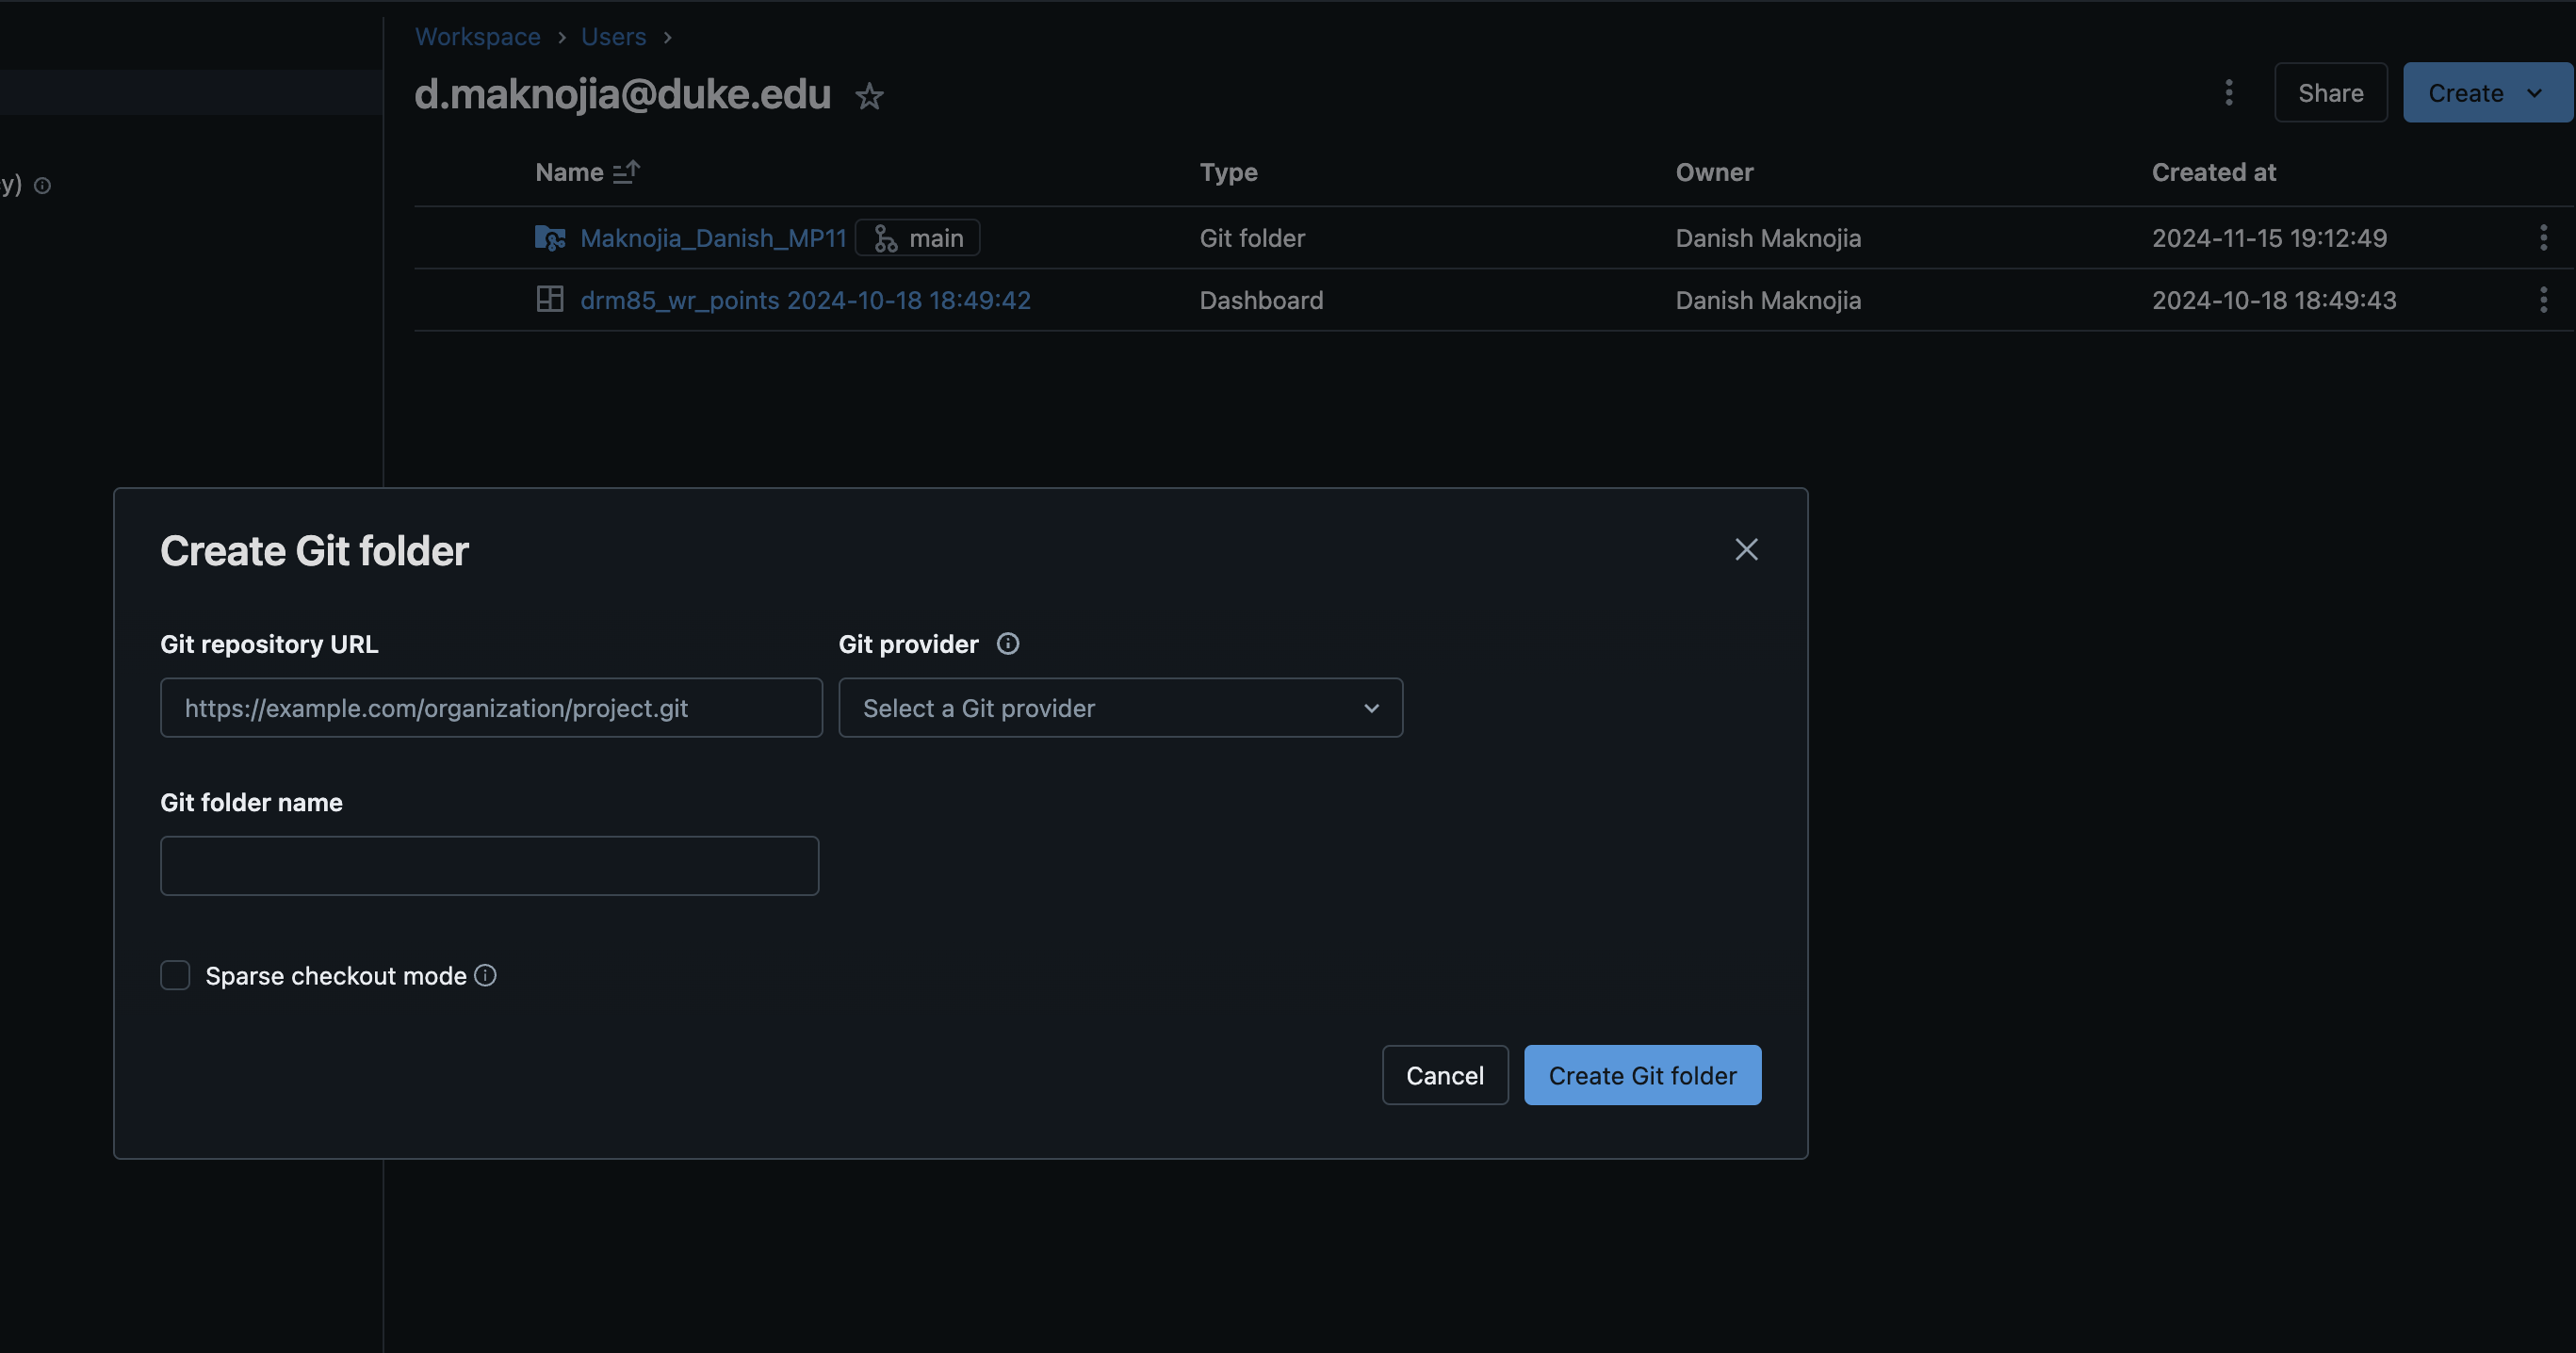 Workspace > Users >
d.maknojia@duke.edu
Share
Create
y)
Name Type Owner Created at
Maknojia_Danish_MP11 main Git folder Danish Maknojia 2024-11-15 19:12:49
drm85_wr_points 2024-10-18 18:49:42 Dashboard Danish Maknojia 2024-10-18 18:49:43
Create Git folder
Git repository URL Git provider
https://example.com/organization/project.git Select a Git provider
Git folder name
Sparse checkout mode
Cancel Create Git folder